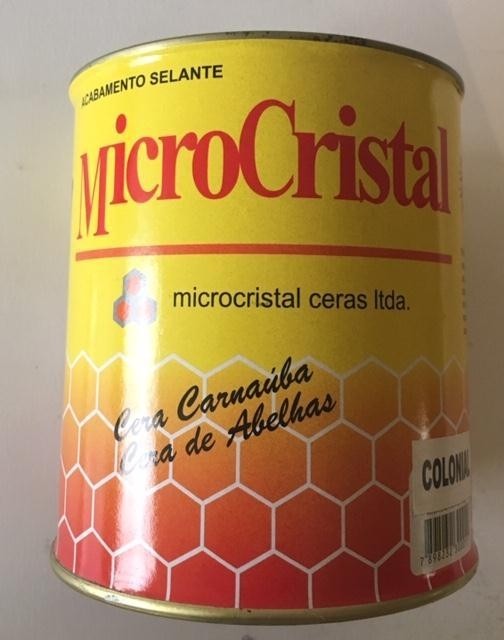 ACABAMENTO SELANTE
MicroCristal
microcristal ceras ltda.
Cera Carnaúba
Cera de Abelhas
COLONIAL